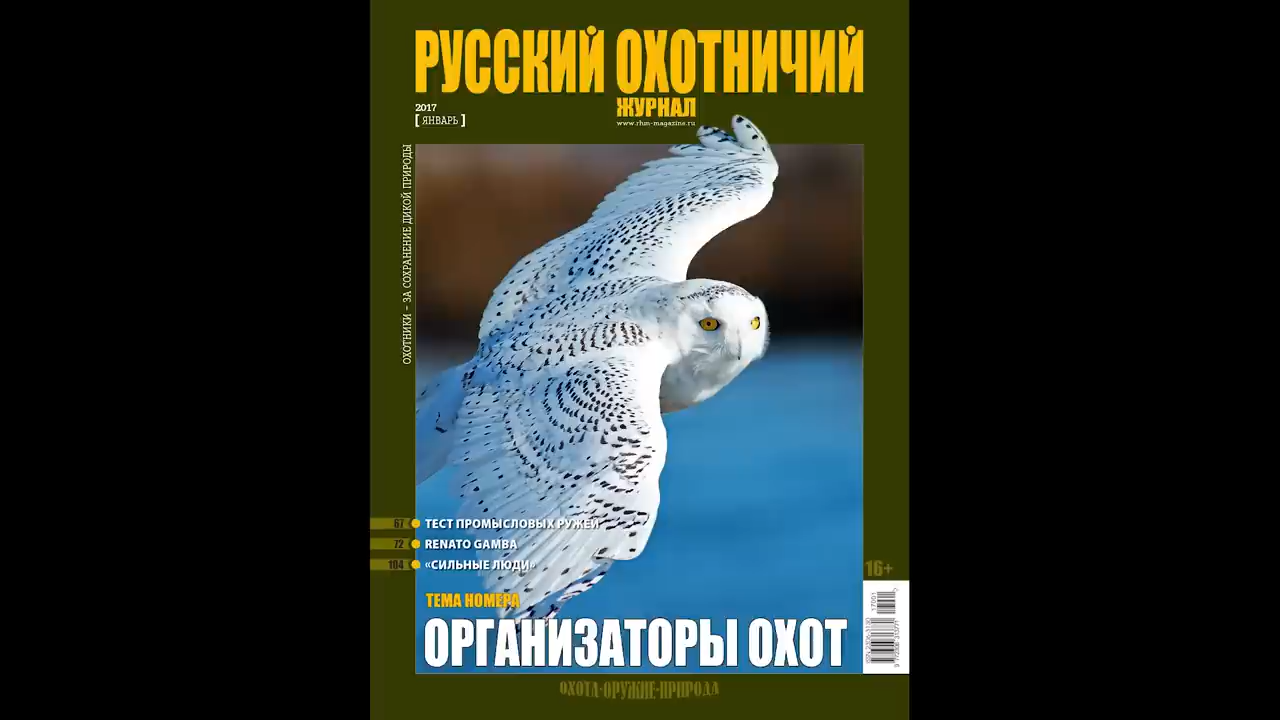 РУССКИЙ ОХОТНИЧИЙ
ЖУРНАЛ
www.rhm-magazine.ru
2017
[ ЯНВАРЬ ]
ОХОТНИКИ – ЗА СОХРАНЕНИЕ ДИКОЙ ПРИРОДЫ
67 ТЕСТ ПРОМЫСЛОВЫХ РУЖЕЙ
72 RENATO GAMBA
104 «СИЛЬНЫЕ ЛЮДИ»
ТЕМА НОМЕРА
ОРГАНИЗАТОРЫ ОХОТ
16+
17001
ОХОТА·ОРУЖИЕ·ПРИРОДА